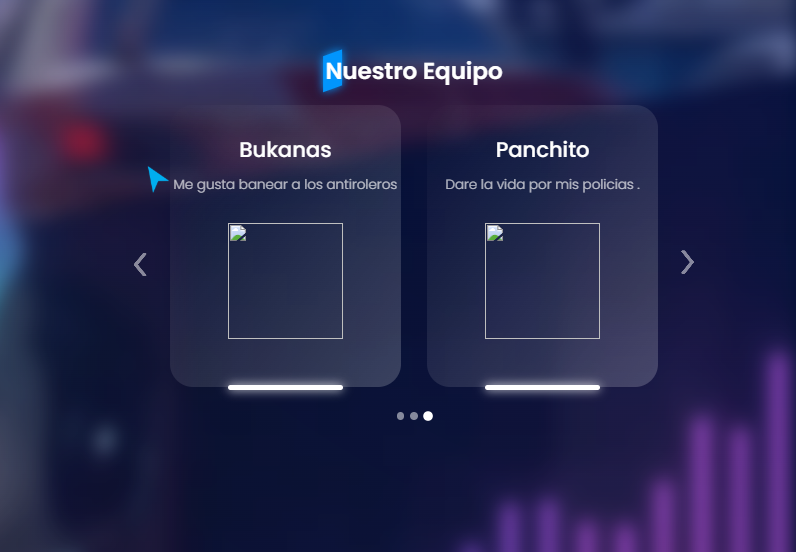 Nuestro Equipo
Bukanas
Me gusta banear a los antiroleros
Panchito
Dare la vida por mis policias .